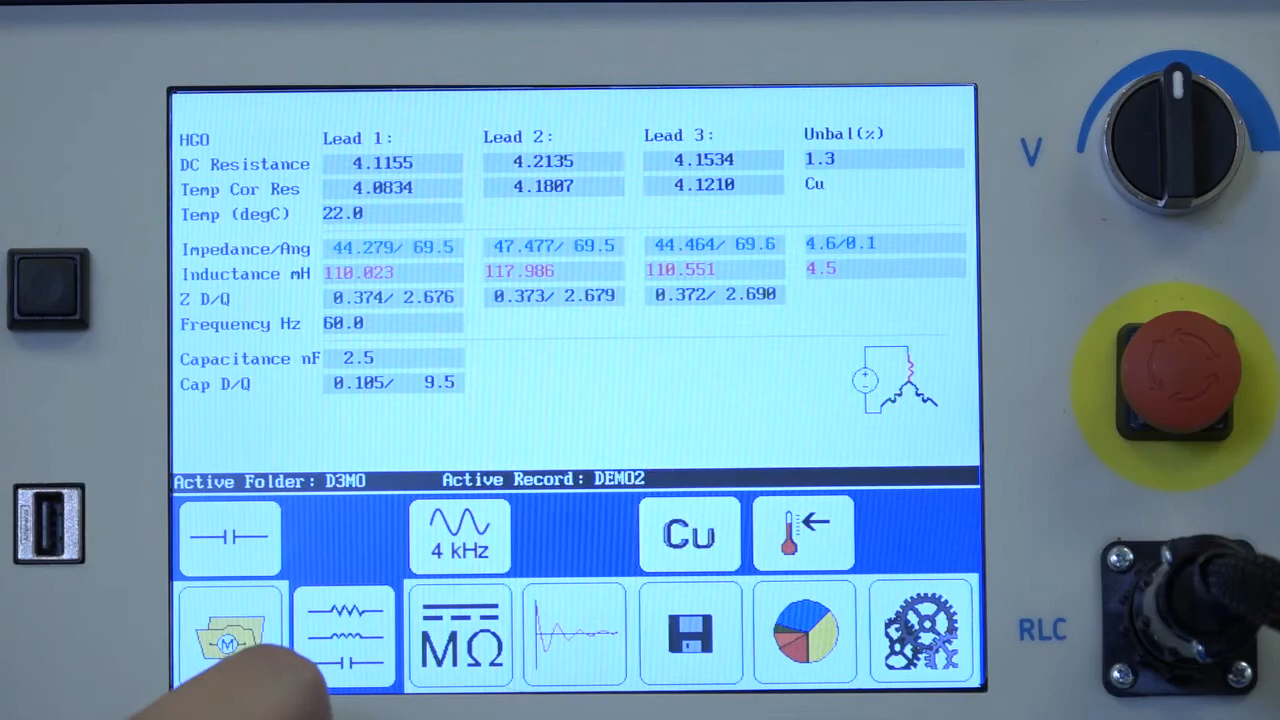 HGO Lead 1: Lead 2: Lead 3: Unbal(%)
DC Resistance 4.1155 4.2135 4.1534 1.3
Temp Cor Res 4.0834 4.1807 4.1210 Cu
Temp (degC) 22.0
Impedance/Ang 44.279/ 69.5 47.477/ 69.5 44.464/ 69.6 4.6/0.1
Inductance mH 110.023 117.986 110.551 4.5
Z D/Q 0.374/ 2.676 0.373/ 2.679 0.372/ 2.690
Frequency Hz 60.0
Capacitance nF 2.5
Cap D/Q 0.105/ 9.5
Active Folder: D3MO Active Record: DEMO2
4 kHz Cu
M MΩ
V
RLC